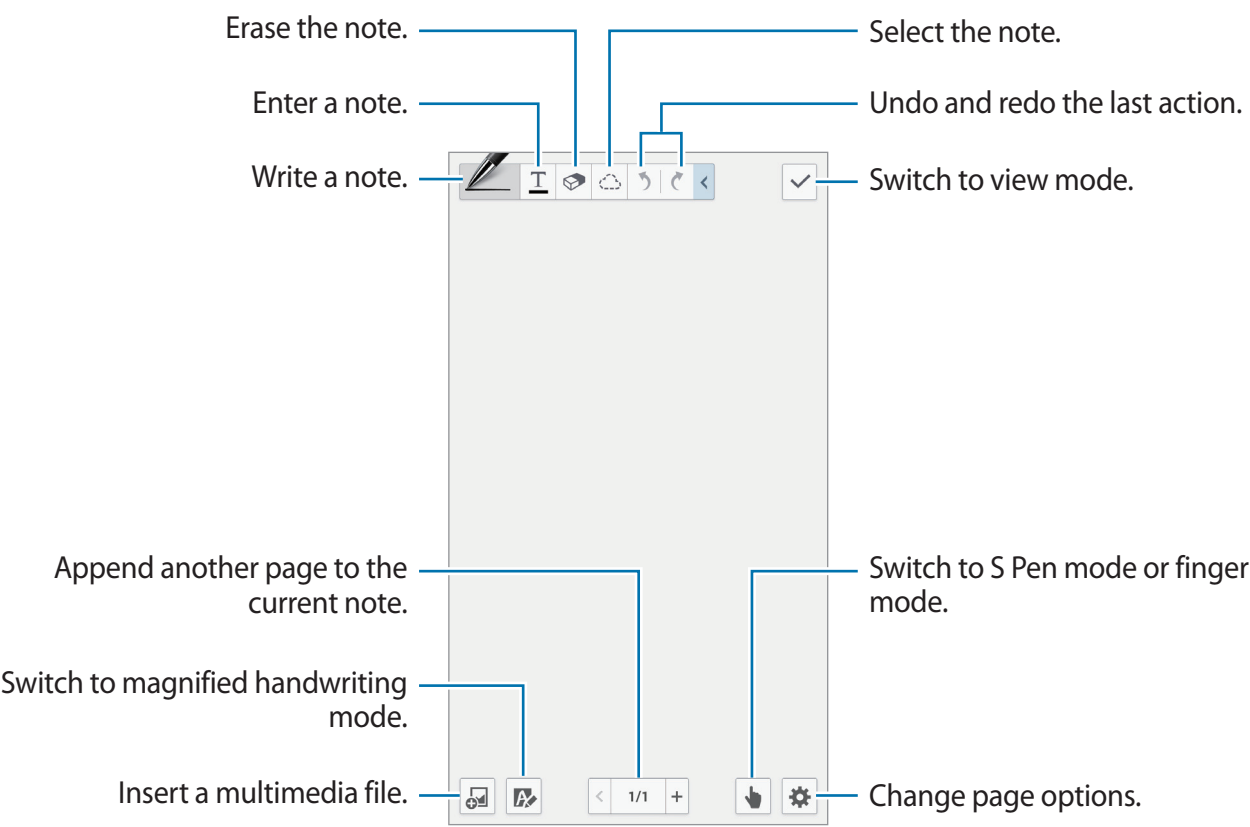 Erase the note.
Select the note.
Enter a note.
Undo and redo the last action.
Write a note.
T
Switch to view mode.
Append another page to the
current note.
Switch to S Pen mode or finger
mode.
Switch to magnified handwriting
mode.
Insert a multimedia file.
A
< 1/1 +
Change page options.